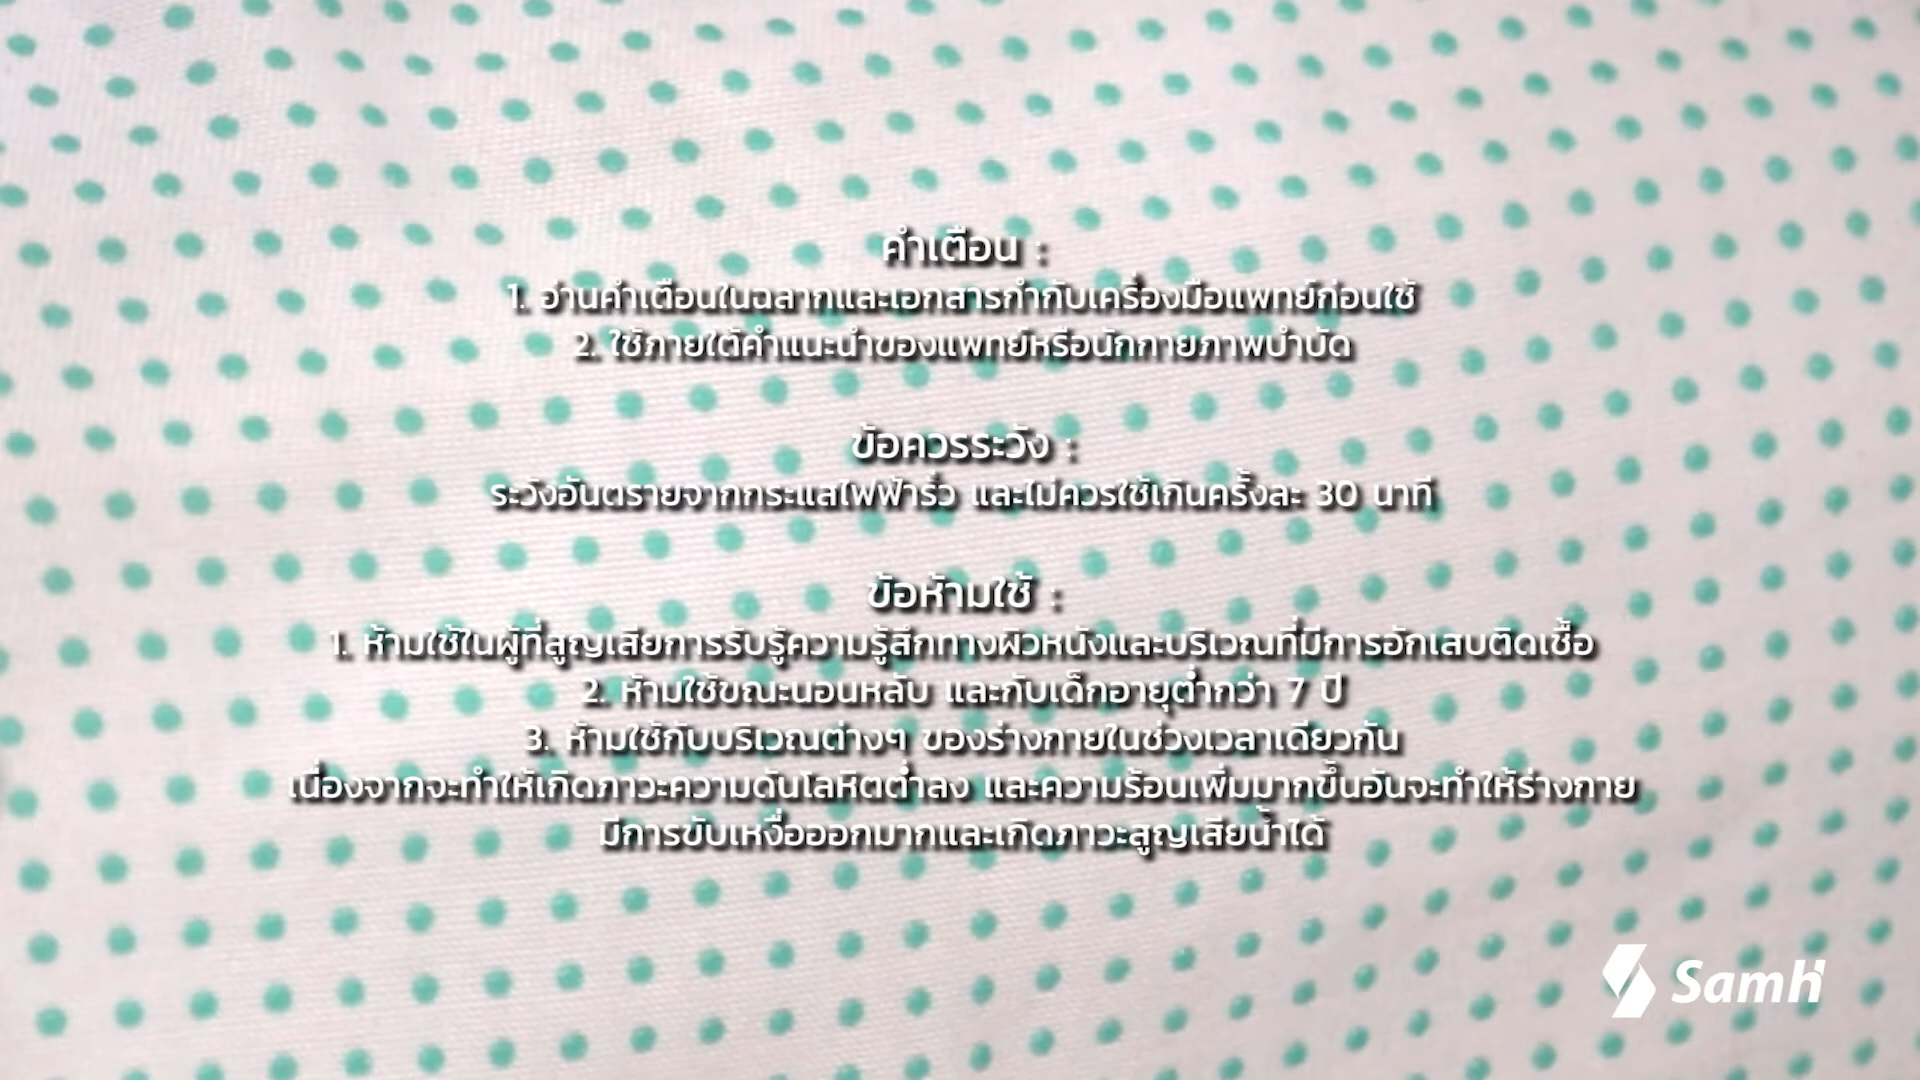 คำเตือน :
1. อ่านคำเตือนในฉลากและเอกสารกำกับเครื่องมือแพทย์ก่อนใช้
2. ใช้ภายใต้คำแนะนำของแพทย์หรือนักกายภาพบำบัด
ข้อควรระวัง :
ระวังอันตรายจากกระแสไฟฟ้ารั่ว และไม่ควรใช้เกินครั้งละ 30 นาที
ข้อห้ามใช้ :
1. ห้ามใช้ในผู้ที่สูญเสียการรับรู้ความรู้สึกทางผิวหนังและบริเวณที่มีการอักเสบติดเชื้อ
2. ห้ามใช้ขณะนอนหลับ และกับเด็กอายุต่ำกว่า 7 ปี
3. ห้ามใช้กับบริเวณต่างๆ ของร่างกายในช่วงเวลาเดียวกัน
เนื่องจากจะทำให้เกิดภาวะความดันโลหิตต่ำลง และความร้อนเพิ่มมากขึ้นอันจะทำให้ร่างกาย
มีการขับเหงื่อออกมากและเกิดภาวะสูญเสียน้ำได้
SamH